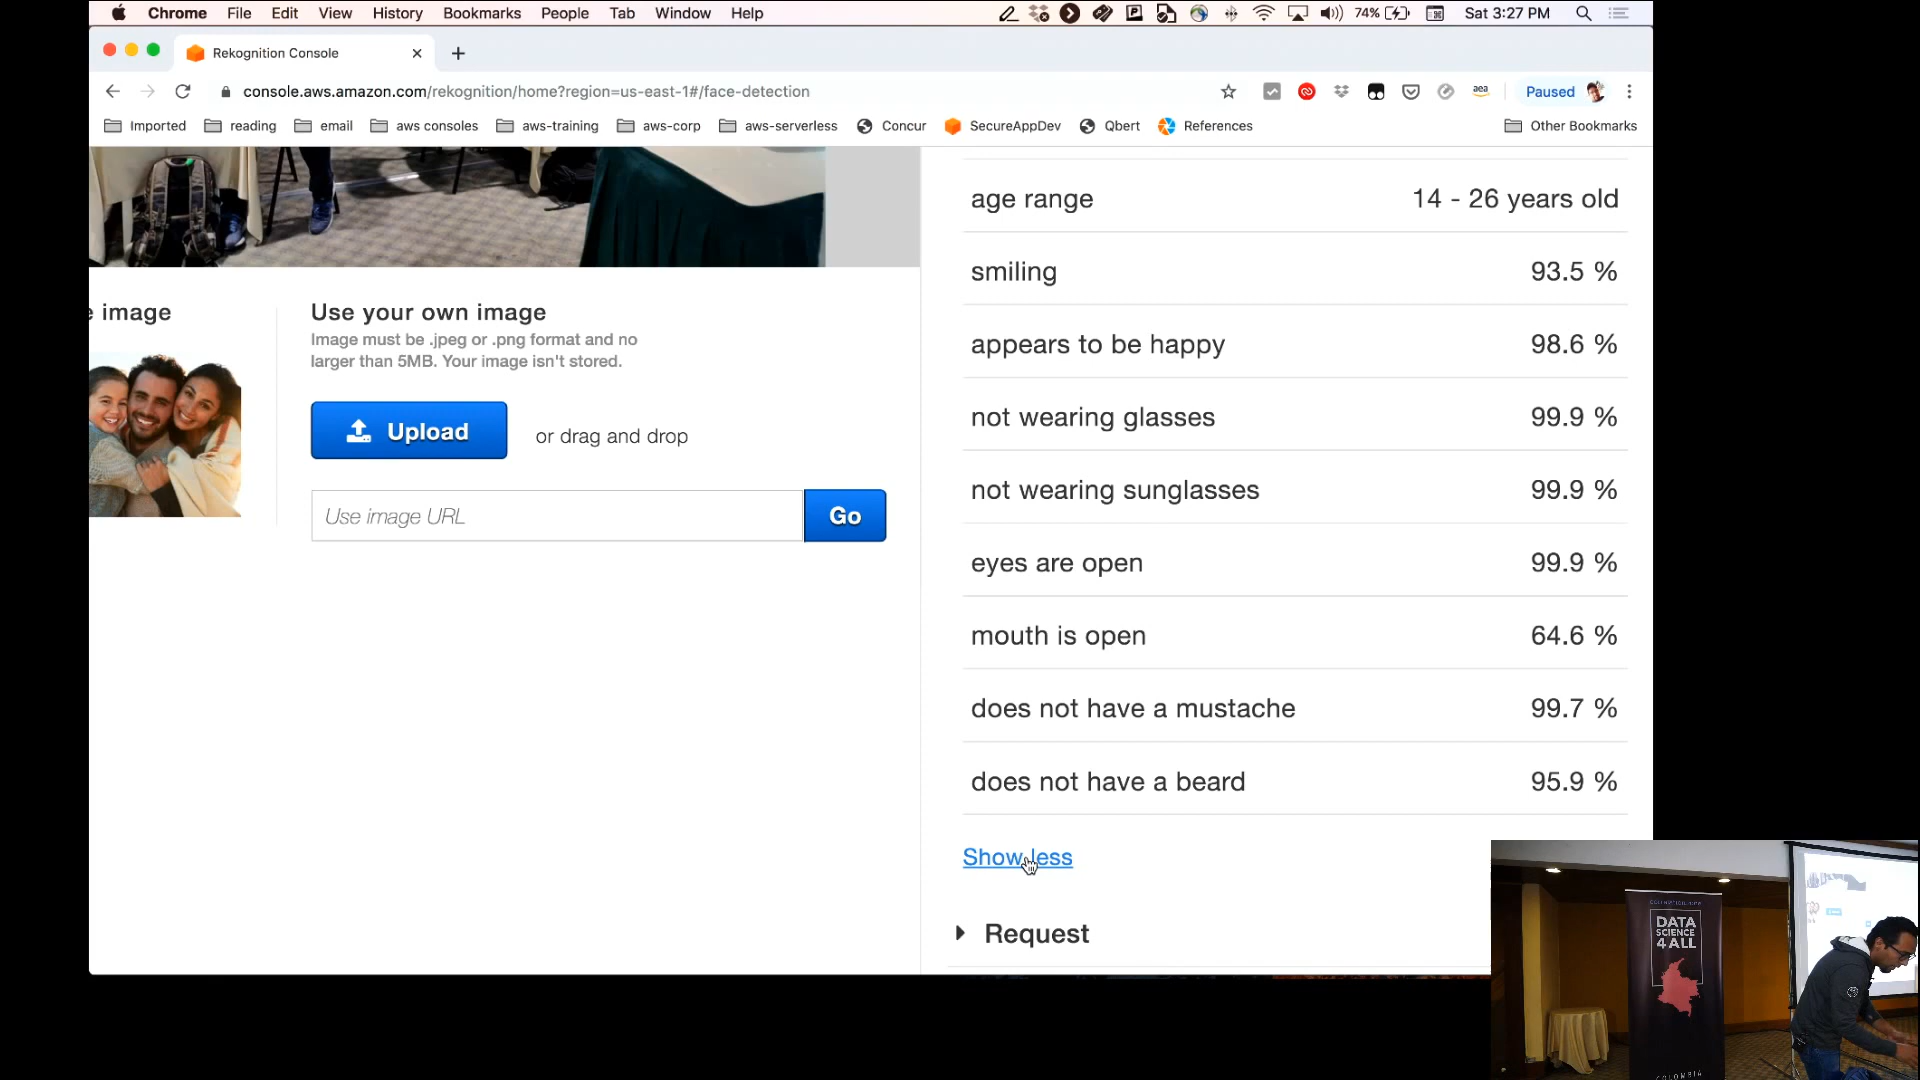 Chrome File Edit View History Bookmarks People Tab Window Help
74% Sat 3:27 PM
Rekognition Console
console.aws.amazon.com/rekognition/home?region=us-east-1#/face-detection
aea
Paused
Imported reading email aws consoles aws-training aws-corp aws-serverless Concur SecureAppDev Qbert References Other Bookmarks
age range 14 - 26 years old
smiling 93.5 %
appears to be happy 98.6 %
not wearing glasses 99.9 %
not wearing sunglasses 99.9 %
eyes are open 99.9 %
mouth is open 64.6 %
does not have a mustache 99.7 %
does not have a beard 95.9 %
Show less
Request
e image
Use your own image
Image must be .jpeg or .png format and no
larger than 5MB. Your image isn't stored.
Upload or drag and drop
Use image URL Go
DATA
SCIENCE
4 ALL
COLOMBIA